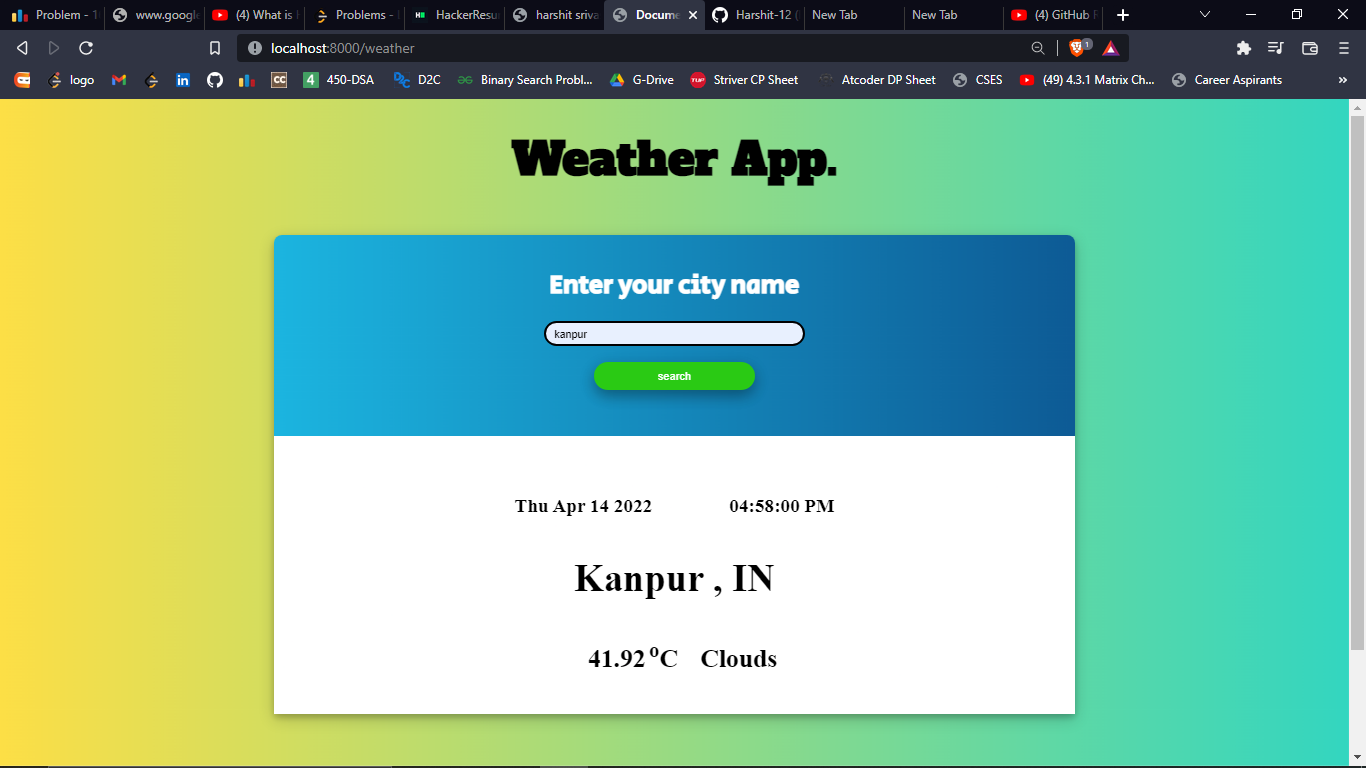 Problem - 1
www.google
(4) What is
Problems -
HackerResu
harshit sriva
Docume
Harshit-12 (
New Tab
New Tab
(4) GitHub
localhost:8000/weather
1
logo
450-DSA
D2C
Binary Search Probl...
G-Drive
Striver CP Sheet
Atcoder DP Sheet
CSES
(49) 4.3.1 Matrix Ch...
Career Aspirants
»
Weather App.
Enter your city name
kanpur
search
Thu Apr 14 2022 04:58:00 PM
Kanpur , IN
41.92 °C Clouds